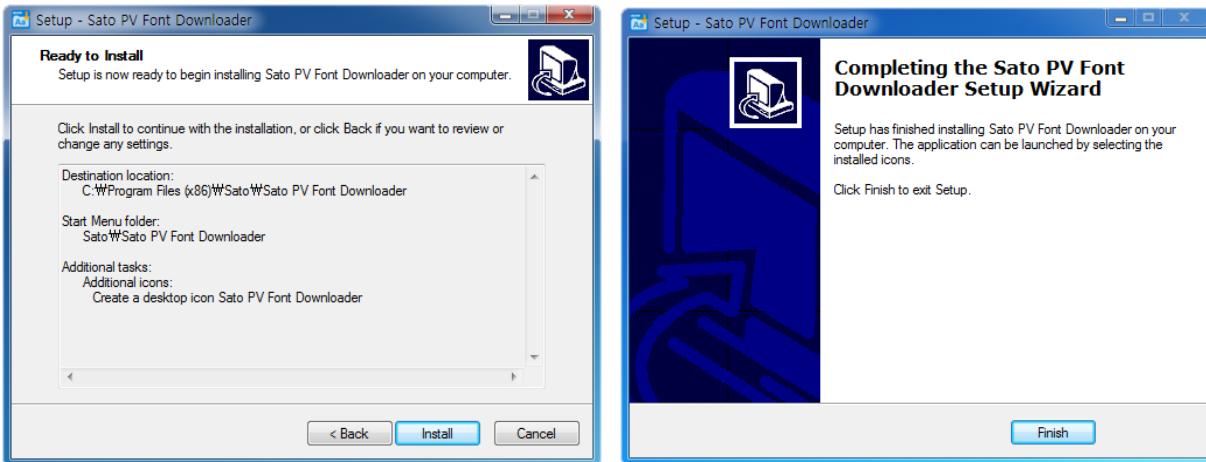 Setup - Sato PV Font Downloader
Ready to Install
Setup is now ready to begin installing Sato PV Font Downloader on your computer.
Click Install to continue with the installation, or click Back if you want to review or
change any settings.
Destination location:
C:₩Program Files (x86)₩Sato₩Sato PV Font Downloader
Start Menu folder:
Sato₩Sato PV Font Downloader
Additional tasks:
Additional icons:
Create a desktop icon Sato PV Font Downloader
< Back
Install
Cancel
Setup - Sato PV Font Downloader
Completing the Sato PV Font
Downloader Setup Wizard
Setup has finished installing Sato PV Font Downloader on your
computer. The application can be launched by selecting the
installed icons.
Click Finish to exit Setup.
Finish